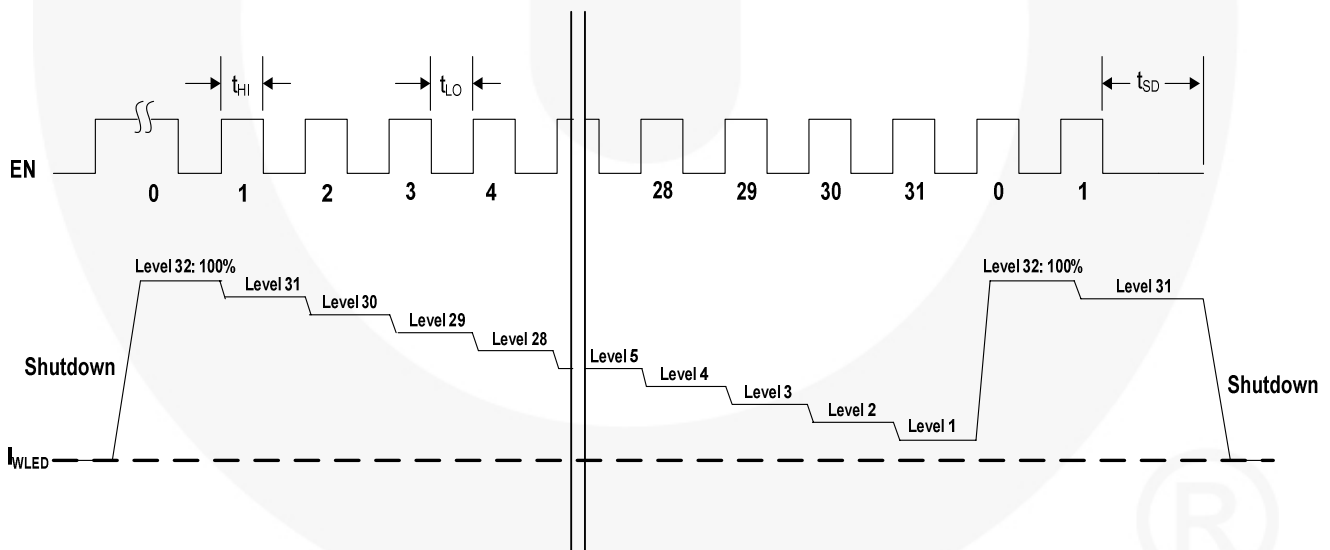 tHI
tLO
tSD
EN
0 1 2 3 4 28 29 30 31 0 1
Level 32: 100%
Level 31
Level 30
Level 29
Level 28
Level 5
Level 4
Level 3
Level 2
Level 1
Level 32: 100%
Level 31
Shutdown
Shutdown
IWLED
®